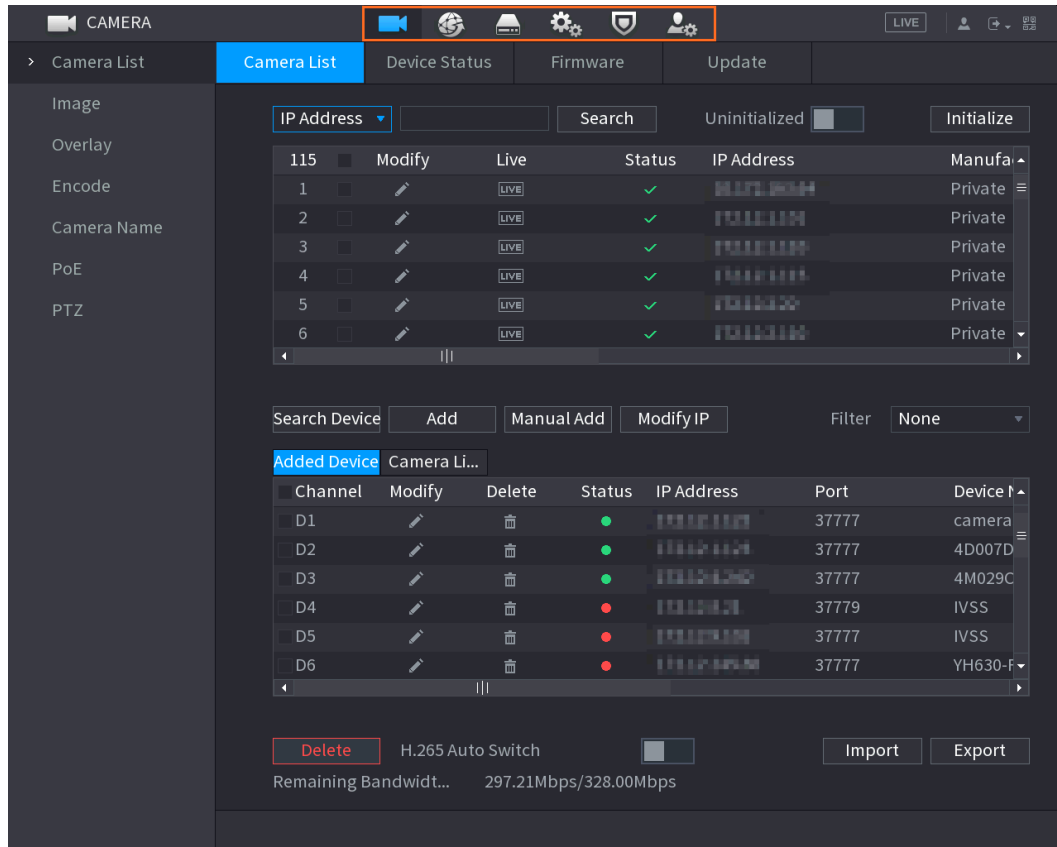 CAMERA LIVE
Camera List Camera List Device Status Firmware Update
Image
IP Address Search Uninitialized Initialize
Overlay
115 Modify Live Status IP Address Manufa
Encode
1 LIVE Private
2 LIVE Private
Camera Name
3 LIVE Private
PoE
4 LIVE Private
PTZ
5 LIVE Private
6 LIVE Private
Search Device Add Manual Add Modify IP Filter None
Added Device Camera Li...
Channel Modify Delete Status IP Address Port Device N
D1 37777 camera
D2 37777 4D007D
D3 37777 4M029C
D4 37779 IVSS
D5 37777 IVSS
D6 37777 YH630-F
Delete H.265 Auto Switch Import Export
Remaining Bandwidt... 297.21Mbps/328.00Mbps